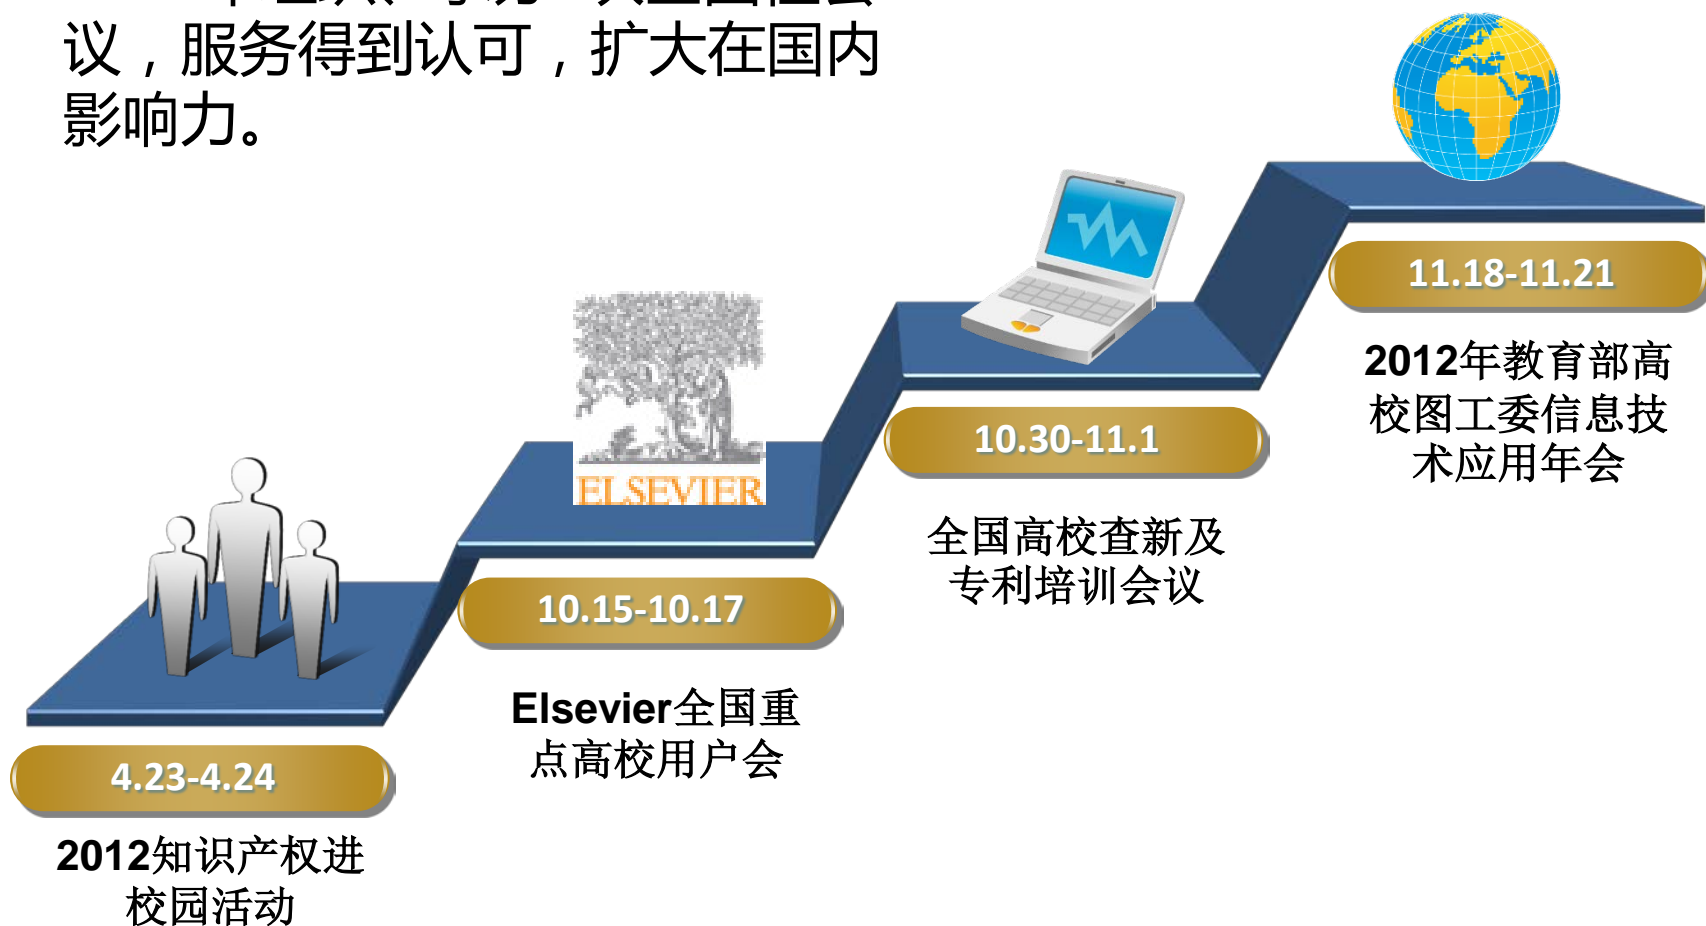 议，服务得到认可，扩大在国内
影响力。
11.18-11.21
2012年教育部高
校图工委信息技
术应用年会
10.30-11.1
全国高校查新及
专利培训会议
ELSEVIER
10.15-10.17
Elsevier全国重
点高校用户会
4.23-4.24
2012知识产权进
校园活动